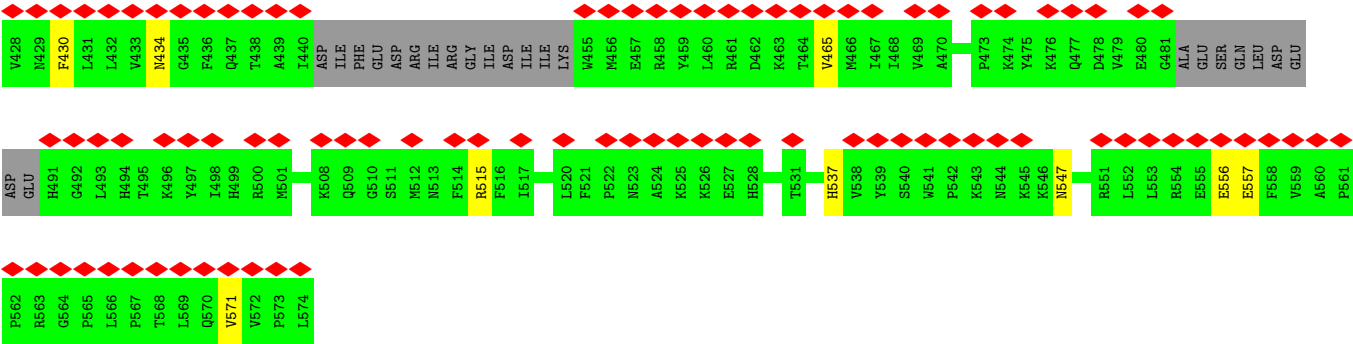 V428 N429 F430 L431 L432 V433 N434 G435 F436 Q437 T438 A439 I440 ASP ILE PHE GLU ASP ARG ILE ARG GLY ILE ASP ILE ILE LYS W455 M456 E457 R458 Y459 L460 R461 D462 K463 T464 V465 M466 I467 I468 V469 A470 P473 K474 Y475 K476 Q477 D478 V479 E480 G481 ALA GLU SER GLN LEU ASP GLU
ASP GLU H491 G492 L493 H494 T495 K496 Y497 I498 H499 R500 M501 K508 Q509 G510 S511 M512 N513 F514 R515 F516 I517 L520 F521 P522 N523 A524 K525 K526 E527 H528 T531 H537 V538 Y539 S540 W541 P542 K543 N544 K545 K546 N547 R551 L552 L553 R554 E555 E556 E557 F558 V559 A560 P561
P562 R563 G564 P565 L566 P567 T568 L569 Q570 V571 V572 P573 L574